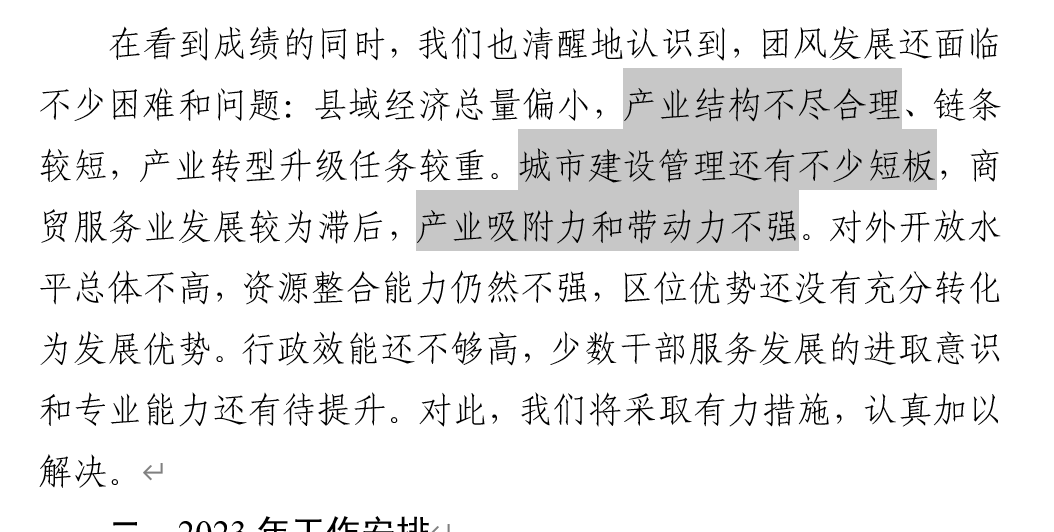 在看到成绩的同时，我们也清醒地认识到，团风发展还面临
不少困难和问题：县域经济总量偏小，产业结构不尽合理、链条
较短，产业转型升级任务较重。城市建设管理还有不少短板，商
贸服务业发展较为滞后，产业吸附力和带动力不强。对外开放水
平总体不高，资源整合能力仍然不强，区位优势还没有充分转化
为发展优势。行政效能还不够高，少数干部服务发展的进取意识
和专业能力还有待提升。对此，我们将采取有力措施，认真加以
解决。
二、2023年工作安排